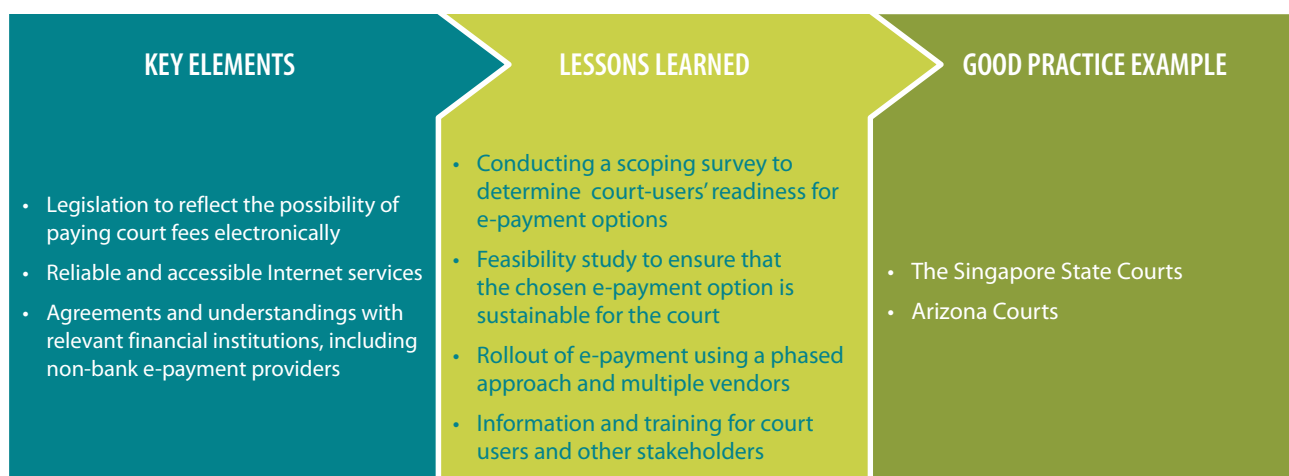 KEY ELEMENTS
• Legislation to reflect the possibility of
paying court fees electronically
• Reliable and accessible Internet services
• Agreements and understandings with
relevant financial institutions, including
non-bank e-payment providers
LESSONS LEARNED
• Conducting a scoping survey to
determine court-users’ readiness for
e-payment options
• Feasibility study to ensure that
the chosen e-payment option is
sustainable for the court
• Rollout of e-payment using a phased
approach and multiple vendors
• Information and training for court
users and other stakeholders
GOOD PRACTICE EXAMPLE
• The Singapore State Courts
• Arizona Courts